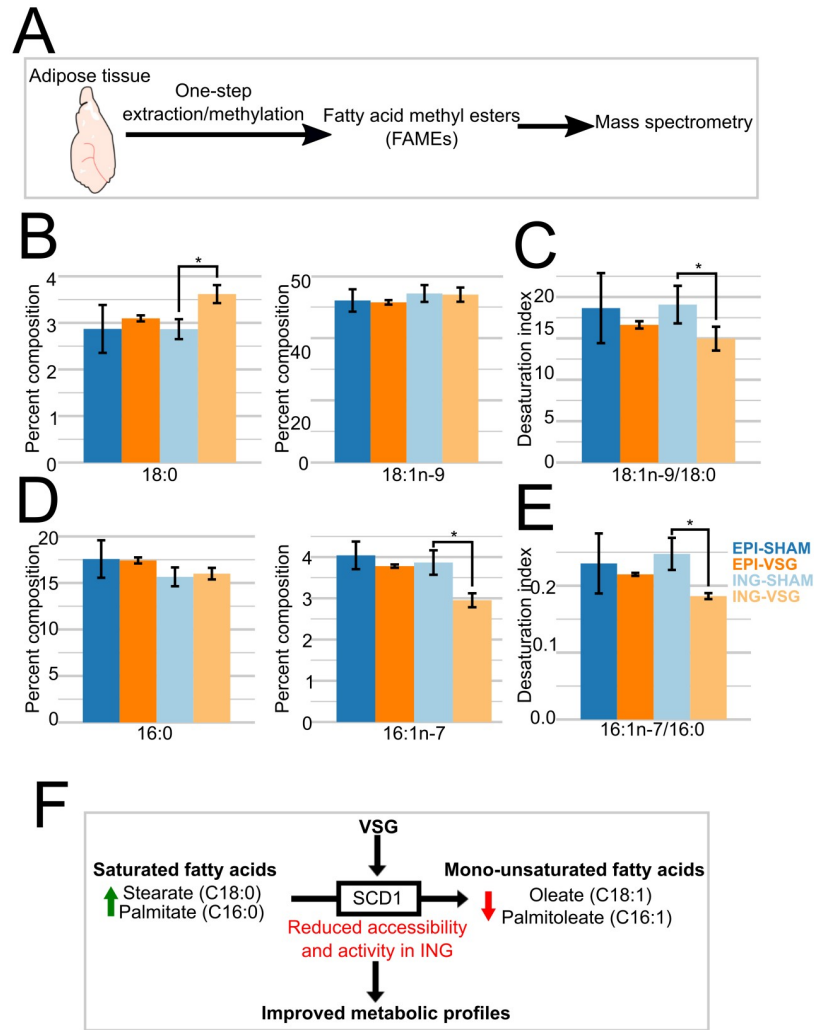 A
Adipose tissue
One-step
extraction/methylation
Fatty acid methyl esters
(FAMEs)
Mass spectrometry
B
Percent composition
4
3
2
1
0
*
18:0
Percent composition
50
40
20
0
18:1n-9
C
Desaturation index
20
15
10
5
0
*
18:1n-9/18:0
D
Percent composition
20
15
10
5
0
16:0
Percent composition
4
3
2
1
0
*
16:1n-7
E
Desaturation index
0.2
0.1
0.0
*
16:1n-7/16:0
EPI-SHAM
EPI-VSG
ING-SHAM
ING-VSG
F
VSG
Saturated fatty acids
Stearate (C18:0)
Palmitate (C16:0)
SCD1
Mono-unsaturated fatty acids
Oleate (C18:1)
Palmitoleate (C16:1)
Reduced accessibility
and activity in ING
Improved metabolic profiles